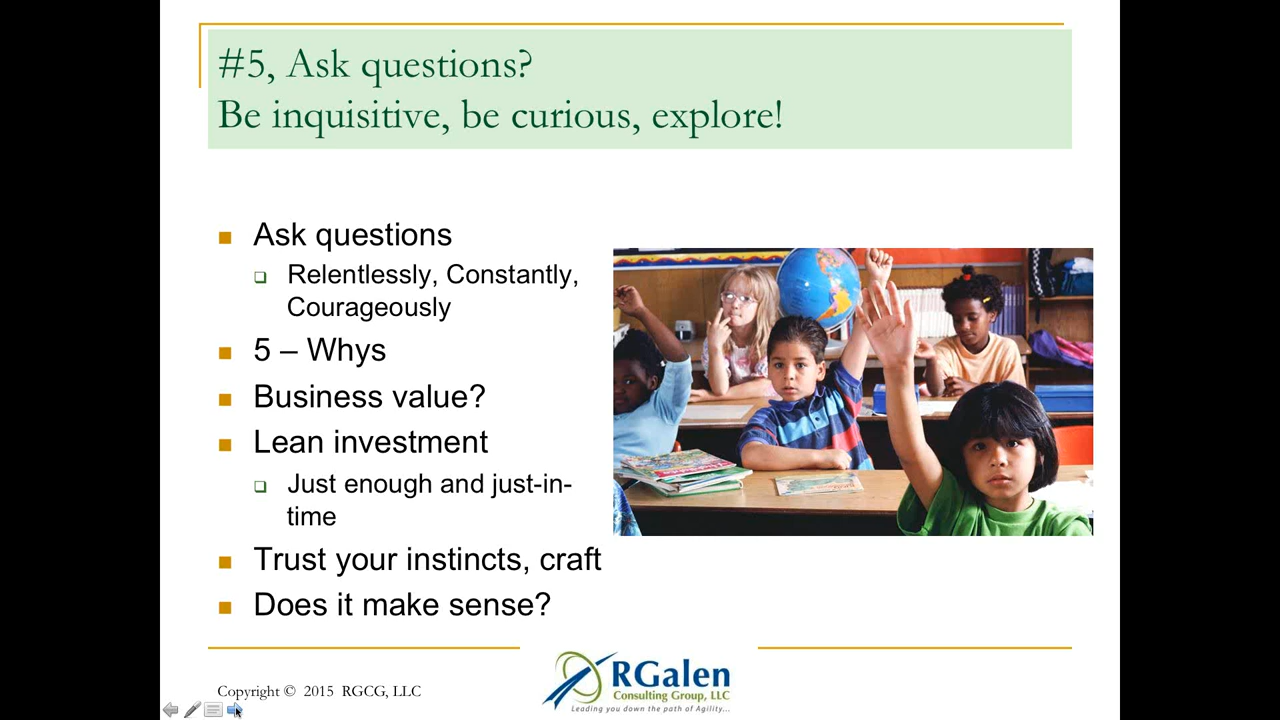 #5, Ask questions?
Be inquisitive, be curious, explore!
Ask questions
Relentlessly, Constantly,
Courageously
5 – Whys
Business value?
Lean investment
Just enough and just-in-
time
Trust your instincts, craft
Does it make sense?
Copyright © 2015 RGCG, LLC
RGalen
Consulting Group, LLC
Leading you down the path of Agility...